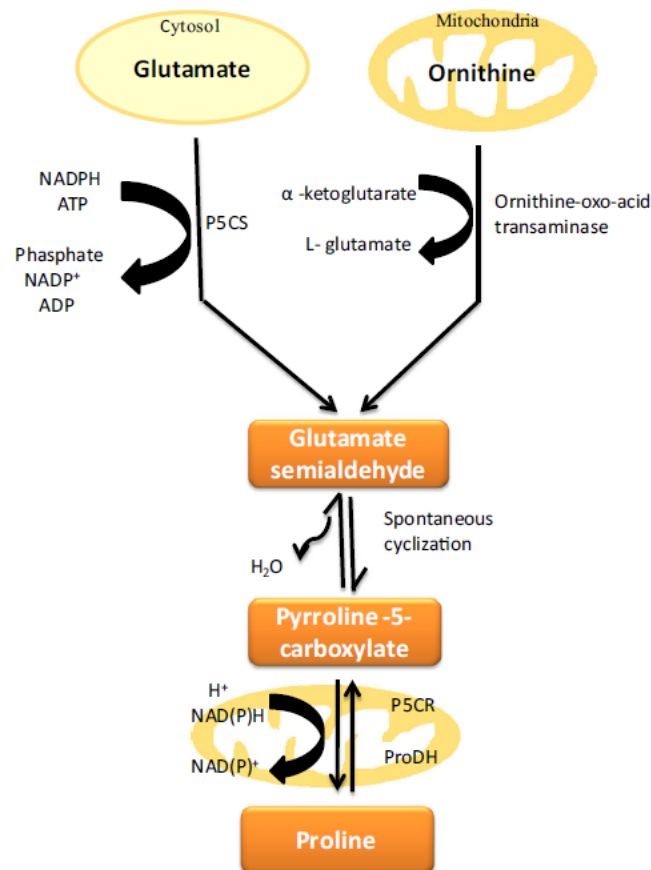 Cytosol
Glutamate
Mitochondria
Ornithine
NADPH
ATP
P5CS
Phosphate
NADP⁺
ADP
α -ketoglutarate
L- glutamate
Ornithine-oxo-acid
transaminase
Glutamate
semialdehyde
Spontaneous
cyclization
H₂O
Pyrroline -5-
carboxylate
H⁺
NAD(P)H
NAD(P)⁺
P5CR
ProDH
Proline